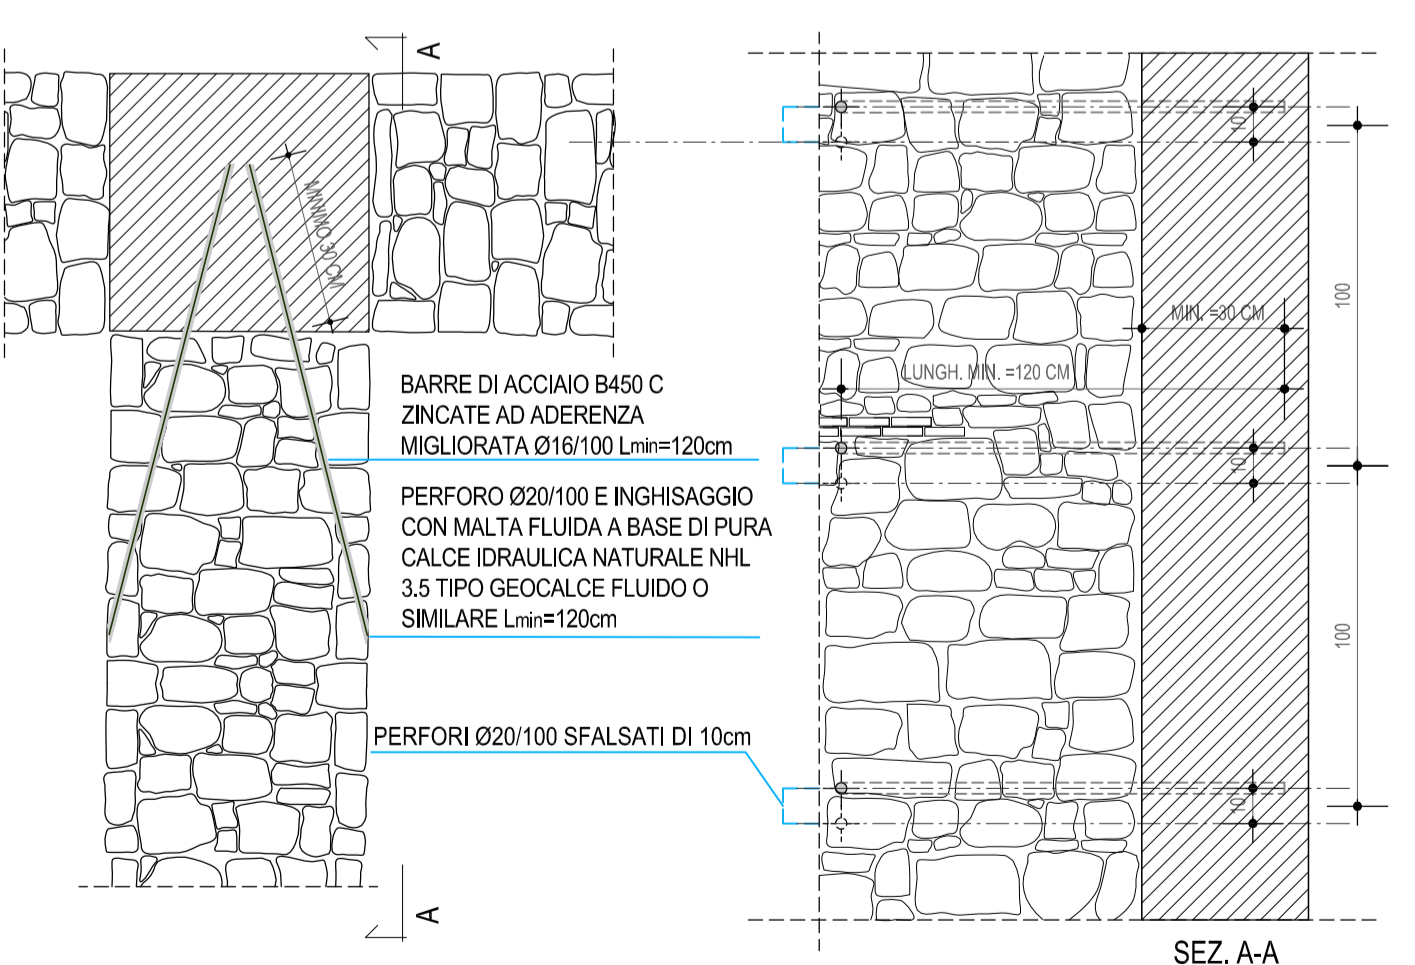 A
MINIMO 30 CM
BARRE DI ACCIAIO B450 C
ZINCATE AD ADERENZA
MIGLIORATA Ø16/100 Lmin=120cm
PERFORO Ø20/100 E INGHISAGGIO
CON MALTA FLUIDA A BASE DI PURA
CALCE IDRAULICA NATURALE NHL
3.5 TIPO GEOCALCE FLUIDO O
SIMILARE Lmin=120cm
PERFORI Ø20/100 SFALSATI DI 10cm
A
10
100
MIN. =30 CM
LUNGH. MIN. =120 CM
10
100
10
SEZ. A-A